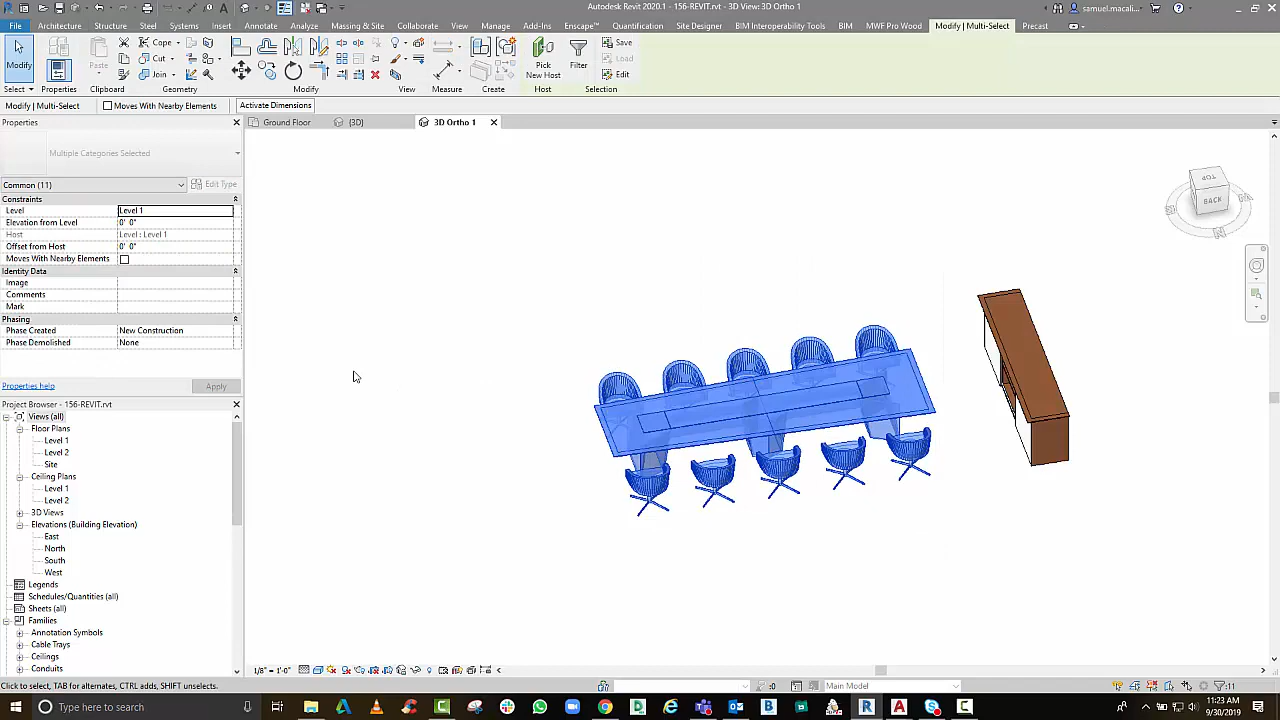 Autodesk Revit 2020.1 - 156-REVIT.rvt - 3D View: 3D Ortho 1
samuel.macali...
File Architecture Structure Steel Systems Insert Annotate Analyze Massing & Site Collaborate View Manage Add-Ins Enscape™ Quantification Site Designer BIM Interoperability Tools BIM MWF Pro Wood Modify | Multi-Select Precast
Modify Paste Cope Cut Join Pick New Host Filter Save Load Edit
Select Properties Clipboard Geometry Modify View Measure Create Host Selection
Modify | Multi-Select Moves With Nearby Elements Activate Dimensions
Properties
Ground Floor {3D} 3D Ortho 1
Multiple Categories Selected
Common (11) Edit Type
Constraints
Level Level 1
Elevation from Level 0' 0"
Host Level : Level 1
Offset from Host 0' 0"
Moves With Nearby Elements
Identity Data
Image
Comments
Mark
Phasing
Phase Created New Construction
Phase Demolished None
Properties help Apply
Project Browser - 156-REVIT.rvt
Views (all)
Floor Plans
Level 1
Level 2
Site
Ceiling Plans
Level 1
Level 2
3D Views
Elevations (Building Elevation)
East
North
South
West
Legends
Schedules/Quantities (all)
Sheets (all)
Families
Annotation Symbols
Cable Trays
Ceilings
Conduits
TOP
BACK
N
1/8" = 1'-0"
Click to select, TAB for alternates, CTRL adds, SHIFT unselects.
:0
Main Model
:11
Type here to search
11:23 AM
9/30/2019